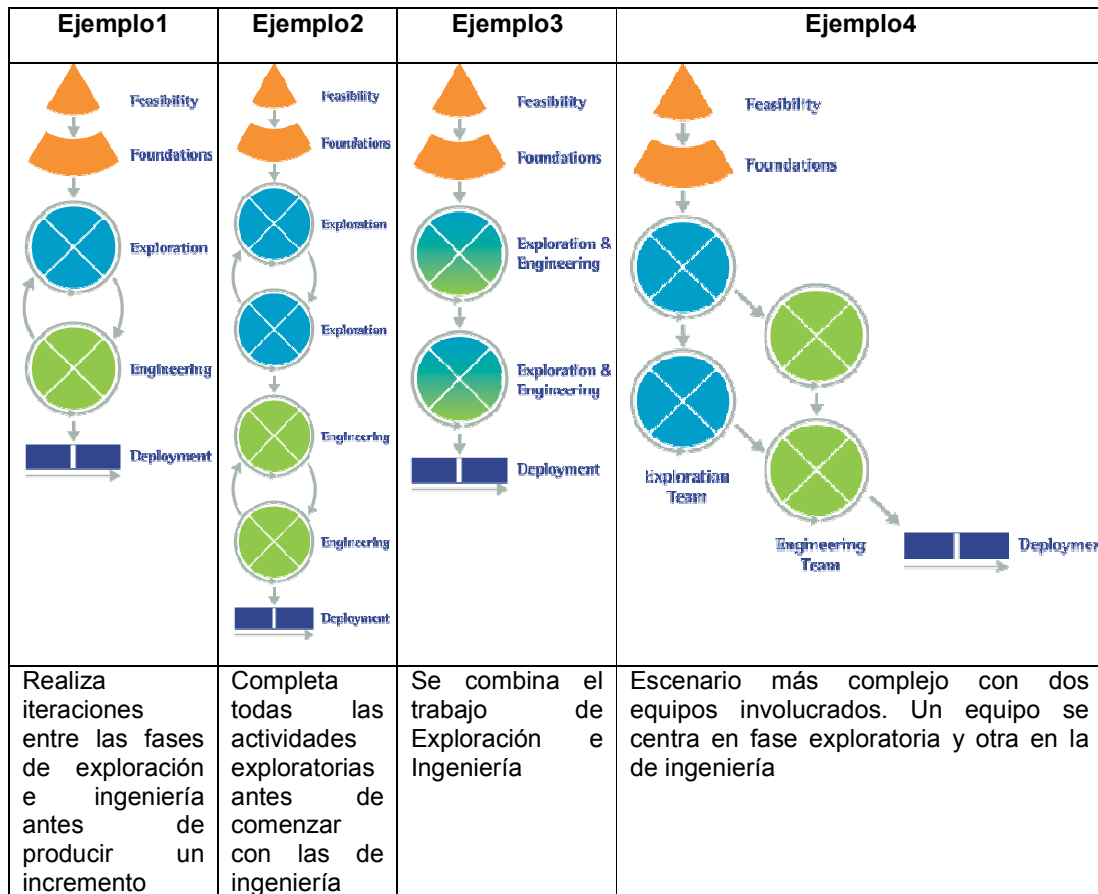 Ejemplo1
Ejemplo2
Ejemplo3
Ejemplo4
Feasibility
Foundations
Exploration
Engineering
Deployment
Feasibility
Foundations
Exploration
Exploration
Engineering
Engineering
Deployment
Feasibility
Foundations
Exploration &
Engineering
Exploration &
Engineering
Deployment
Feasibility
Foundations
Exploration
Team
Engineering
Team
Deploymen
Realiza
iteraciones
entre las fases
de exploración
e ingeniería
antes de
producir un
incremento
Completa
todas las
actividades
exploratorias
antes de
comenzar
con las de
ingeniería
Se combina el
trabajo de
Exploración e
Ingeniería
Escenario más complejo con dos
equipos involucrados. Un equipo se
centra en fase exploratoria y otra en la
de ingeniería